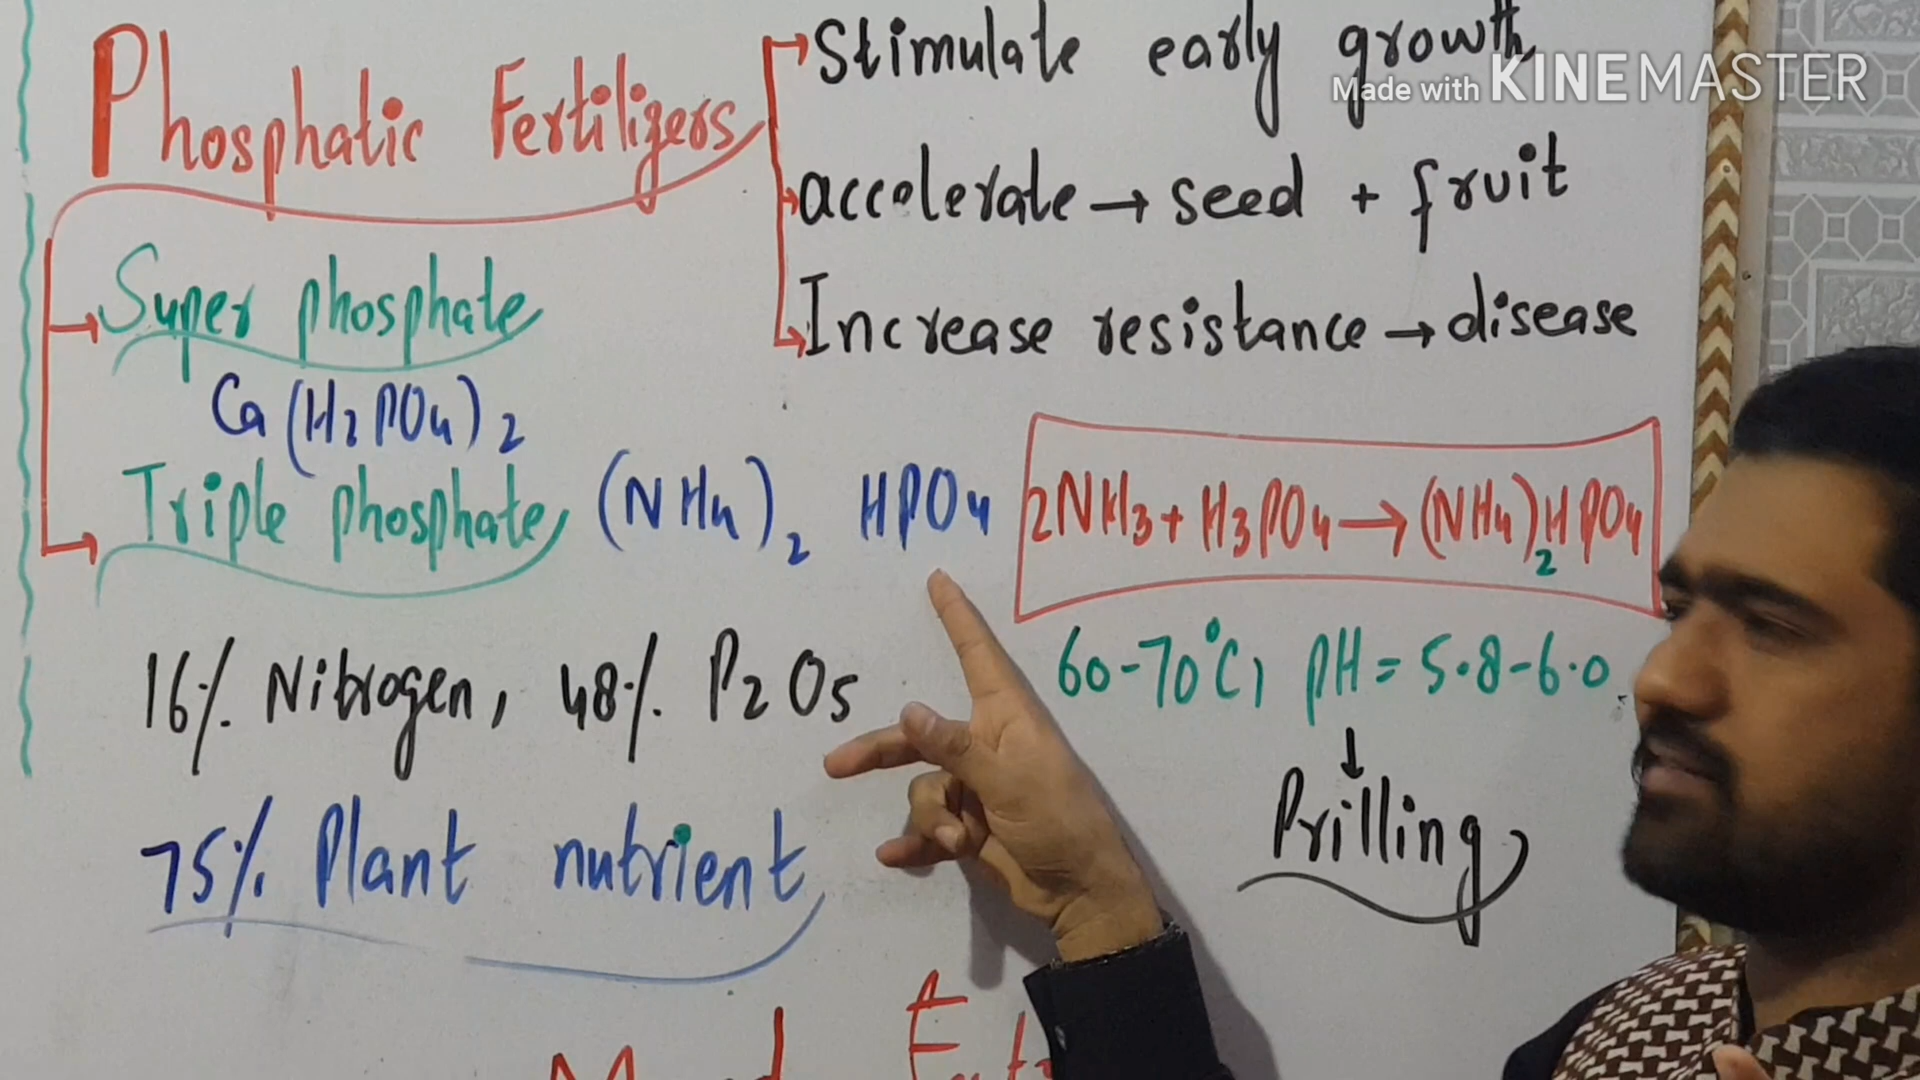 Phosphatic Fertilizers
Stimulate early growth
Made with KINEMASTER
accelerate → seed + fruit
Increase resistance → disease
Super phosphate
Ca(H2PO4)2
Triple phosphate (NH4)2 HPO4
2NH3 + H3PO4 → (NH4)2HPO4
60-70°C, pH = 5.8-6.0
↓
Prilling
16% Nitrogen, 48% P2O5
75% Plant nutrient